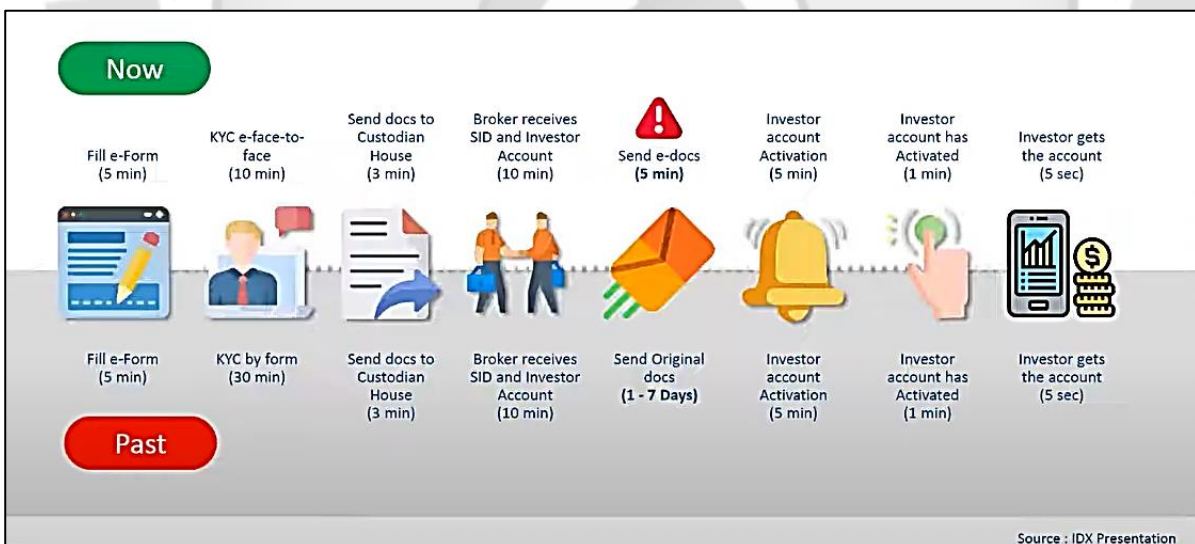 Now
Fill e-Form
(5 min)
KYC e-face-to-
face
(10 min)
Send docs to
Custodian
House
(3 min)
Broker receives
SID and Investor
Account
(10 min)
Send e-docs
(5 min)
Investor
account
Activation
(5 min)
Investor
account has
Activated
(1 min)
Investor gets
the account
(5 sec)
Fill e-Form
(5 min)
KYC by form
(30 min)
Send docs to
Custodian
House
(3 min)
Broker receives
SID and Investor
Account
(10 min)
Send Original
docs
(1 - 7 Days)
Investor
account
Activation
(5 min)
Investor
account has
Activated
(1 min)
Investor gets
the account
(5 sec)
Past
Source : IDX Presentation